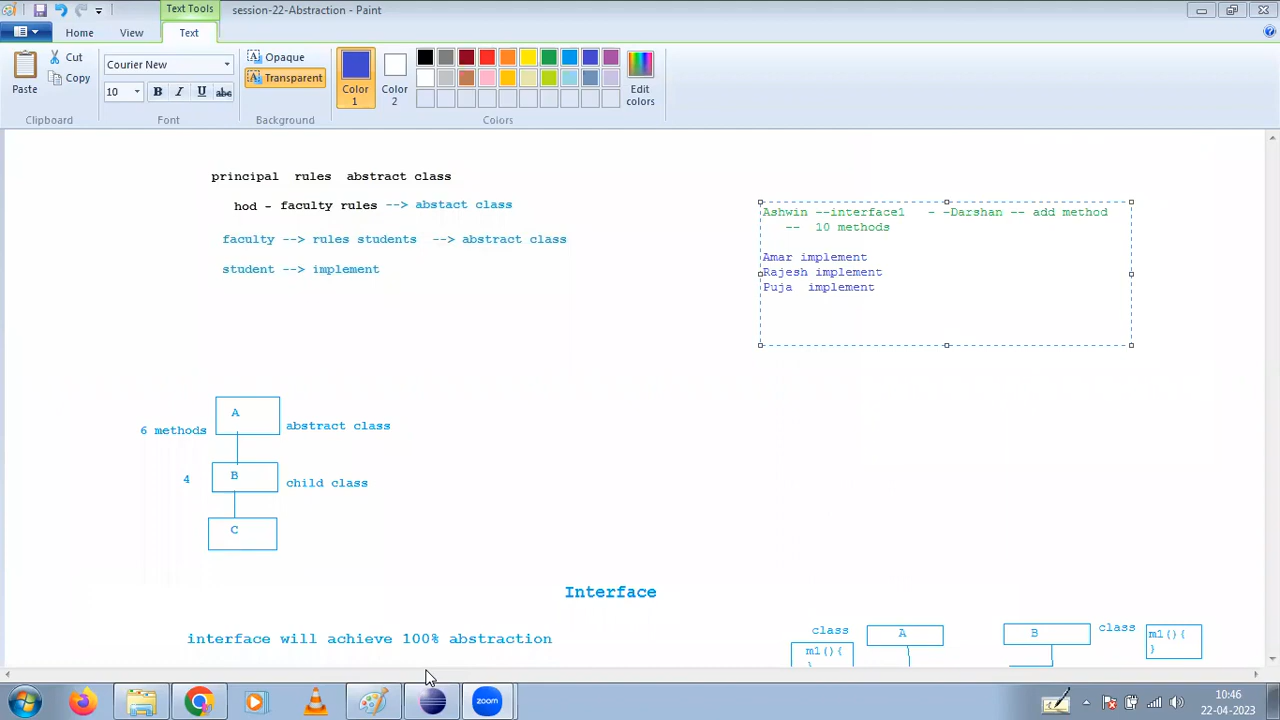 Text Tools
session-22-Abstraction - Paint
Home
View
Text
Paste
Cut
Copy
Clipboard
Courier New
10
B I U abc
Font
Opaque
Transparent
Background
Color 1
Color 2
Edit colors
Colors
principal rules abstract class
hod - faculty rules --> abstact class
faculty --> rules students --> abstract class
student --> implement
Ashwin --interface1 - -Darshan -- add method
-- 10 methods
Amar implement
Rajesh implement
Puja implement
A
6 methods
abstract class
B
4
child class
C
Interface
interface will achieve 100% abstraction
class
A
m1(){
}
B
class
m1(){
}
zoom
10:46
22-04-2023